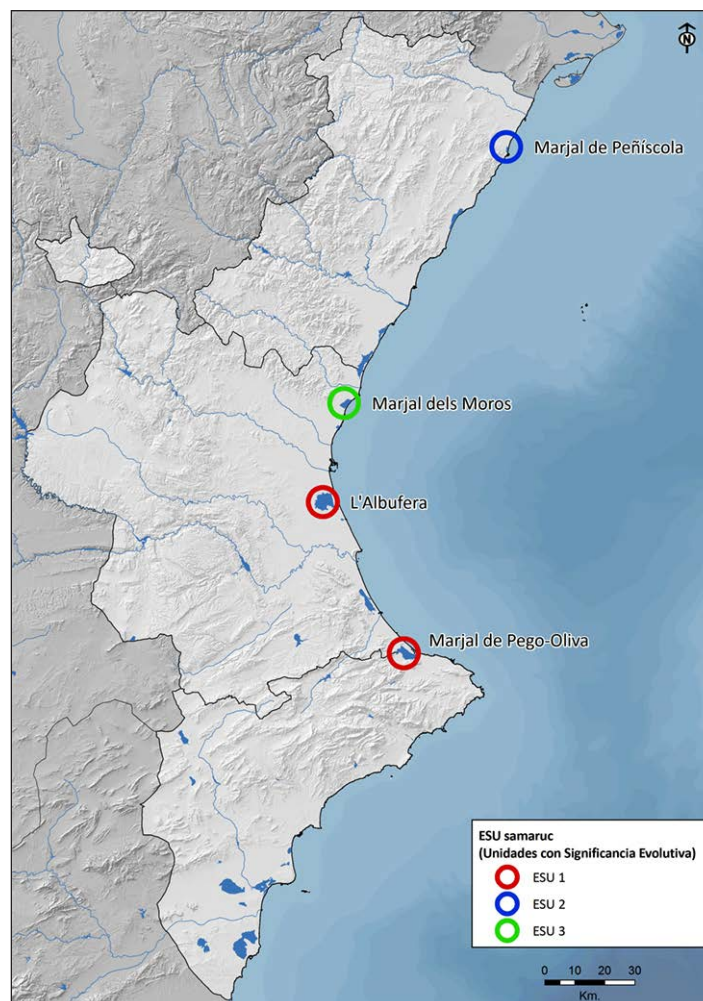 N
Marjal de Peñíscola
Marjal dels Moros
L'Albufera
Marjal de Pego-Oliva
ESU samaruc
(Unidades con Significancia Evolutiva)
ESU 1
ESU 2
ESU 3
0 10 20 30
Km.